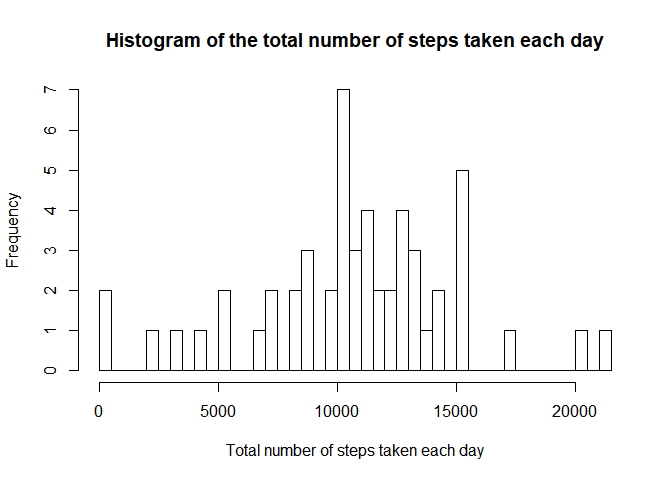 Histogram of the total number of steps taken each day
Frequency
7
6
5
4
3
2
1
0
0 5000 10000 15000 20000
Total number of steps taken each day